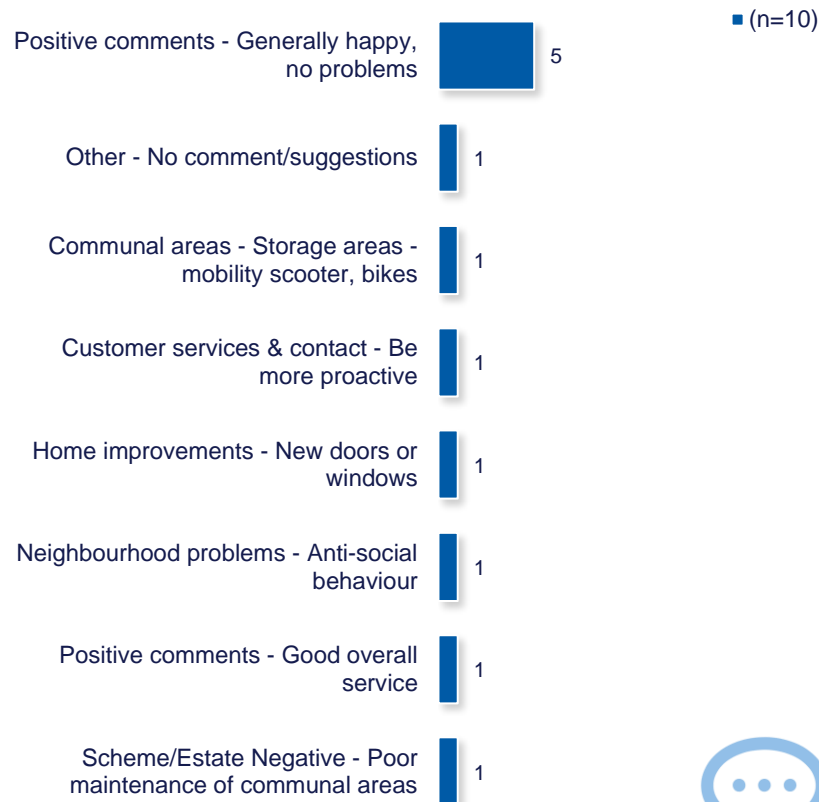 (n=10)
Positive comments - Generally happy,
no problems
5
Other - No comment/suggestions
1
Communal areas - Storage areas -
mobility scooter, bikes
1
Customer services & contact - Be
more proactive
1
Home improvements - New doors or
windows
1
Neighbourhood problems - Anti-social
behaviour
1
Positive comments - Good overall
service
1
Scheme/Estate Negative - Poor
maintenance of communal areas
1